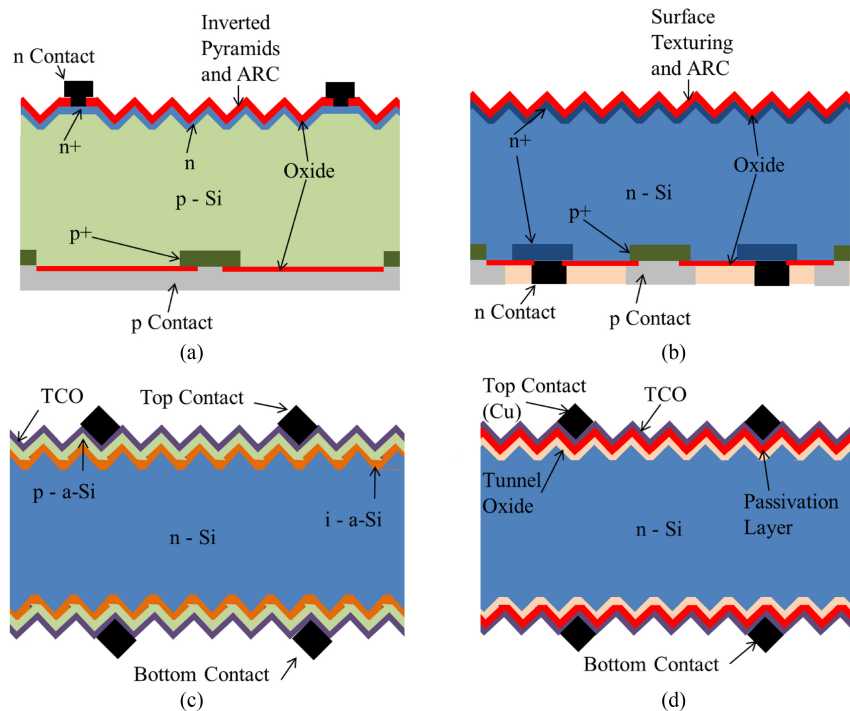 (a)
n Contact
Inverted
Pyramids
and ARC
n+
n
Oxide
p - Si
p+
p Contact
(a)
(b)
Surface
Texturing
and ARC
n+
Oxide
n - Si
p+
n Contact
p Contact
(b)
TCO
Top Contact
p - a-Si
i - a-Si
n - Si
Bottom Contact
(c)
Top Contact
(Cu)
TCO
Tunnel
Oxide
Passivation
Layer
n - Si
Bottom Contact
(d)